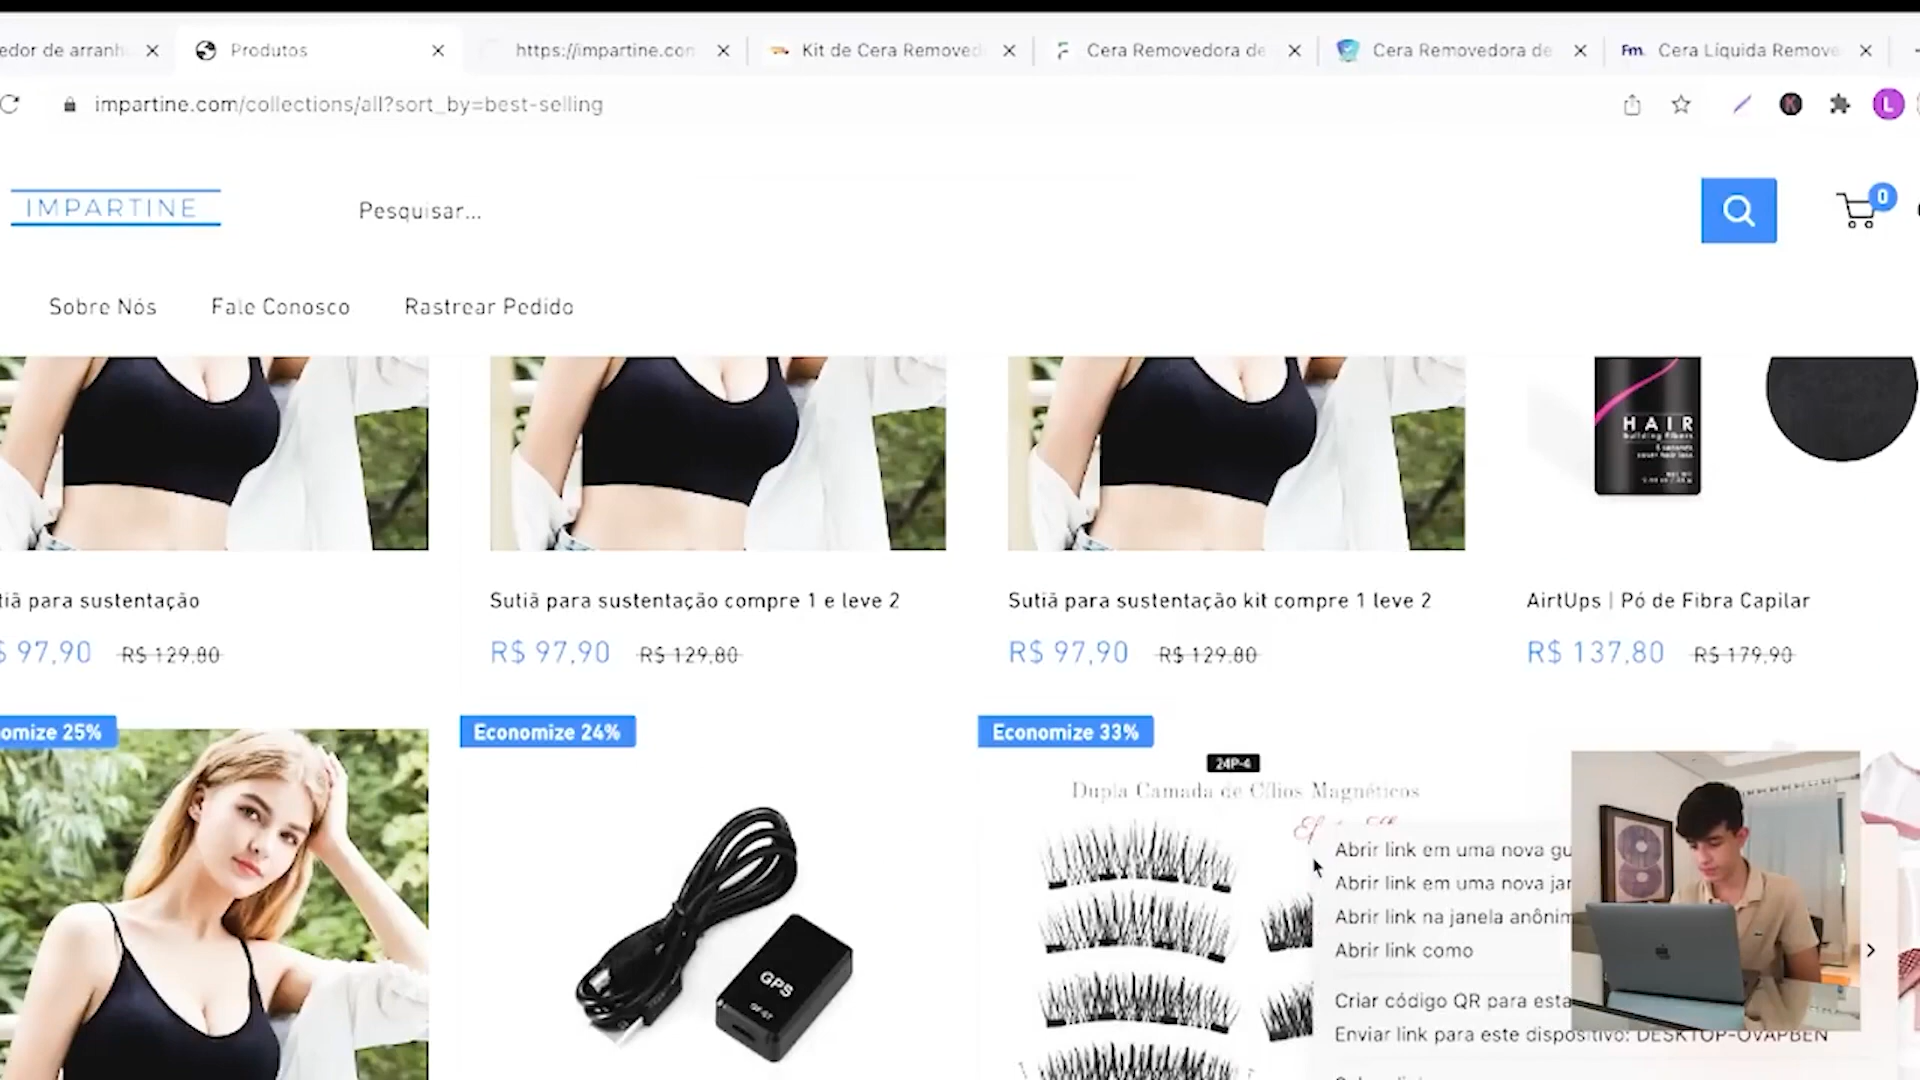 edor de arranh
Produtos
https://impartine.com
Kit de Cera Removed
Cera Removedora de
Cera Removedora de
Fm.
Cera Líquida Remove
impartine.com/collections/all?sort_by=best-selling
K
L
IMPARTINE
Pesquisar...
0
Sobre Nós
Fale Conosco
Rastrear Pedido
HAIR
building fibers
tiã para sustentação
Sutiã para sustentação compre 1 e leve 2
Sutiã para sustentação kit compre 1 leve 2
AirtUps | Pó de Fibra Capilar
$ 97,90 R$ 129,80
R$ 97,90 R$ 129,80
R$ 97,90 R$ 129,80
R$ 137,80 R$ 179,90
omize 25%
Economize 24%
Economize 33%
24P-4
Dupla Camada de Cílios Magnéticos
GPS
Abrir link em uma nova gu
Abrir link em uma nova jan
Abrir link na janela anônim
Abrir link como
Criar código QR para esta
Enviar link para este dispositivo: DESKTOP-OVAPBEN